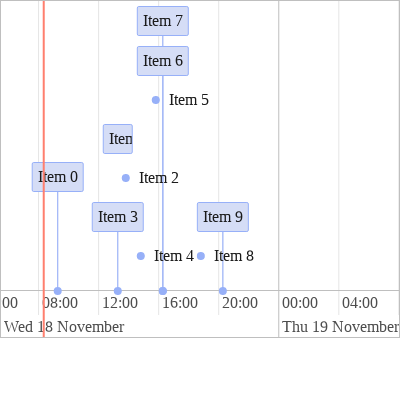 Item 7
Item 6
Item 5
Iten
Item 2
Item 0
Item 3
Item 9
Item 4
Item 8
00
08:00
12:00
16:00
20:00
00:00
04:00
Wed 18 November
Thu 19 November